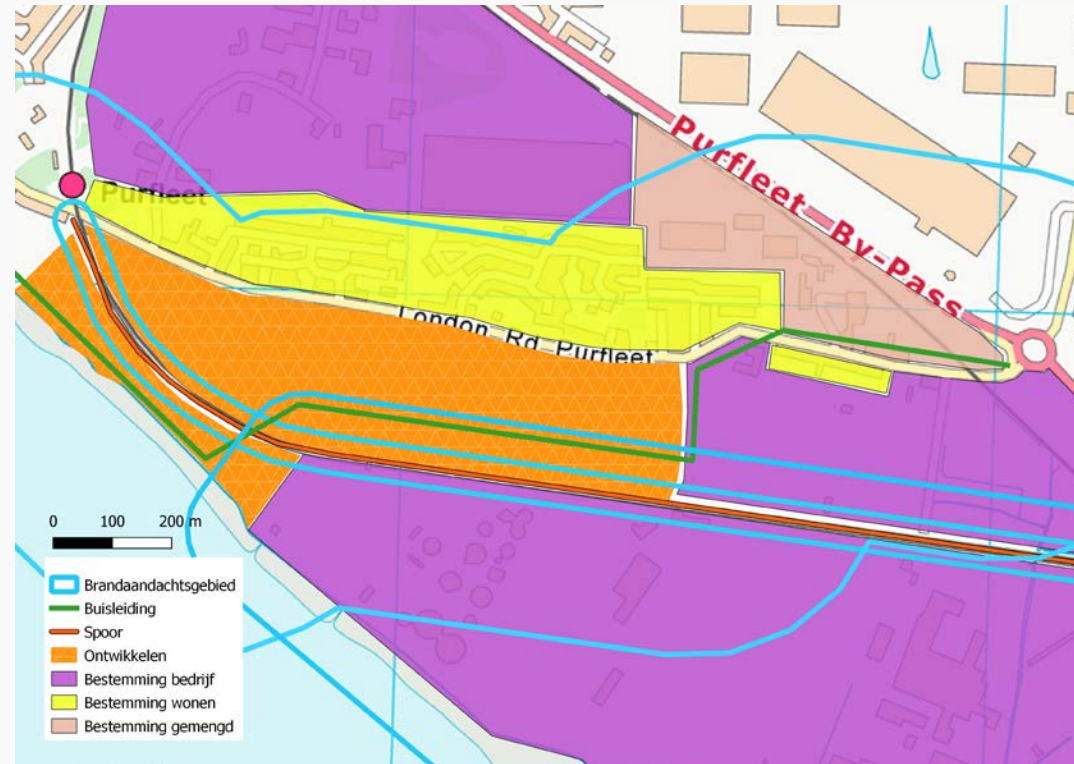 Purfleet
Purfleet By-Pass
London Rd Purfleet
0 100 200 m
Brandaandachtsgebied
Buisleiding
Spoor
Ontwikkelen
Bestemming bedrijf
Bestemming wonen
Bestemming gemengd